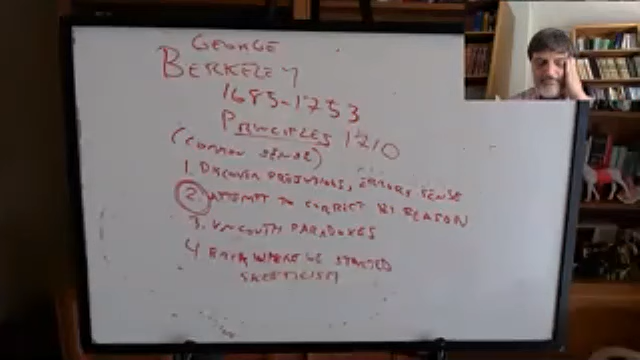 GEORGE
BERKELEY
1685-1753
PRINCIPLES 1710
(COMMON SENSE)
1. DISCOVER PREJUDICES, ERRORS SENSE
2. ATTEMPT TO CORRECT BY REASON
3. UNCOUTH PARADOXES
4 BACK WHERE WE STARTED
SKEPTICISM